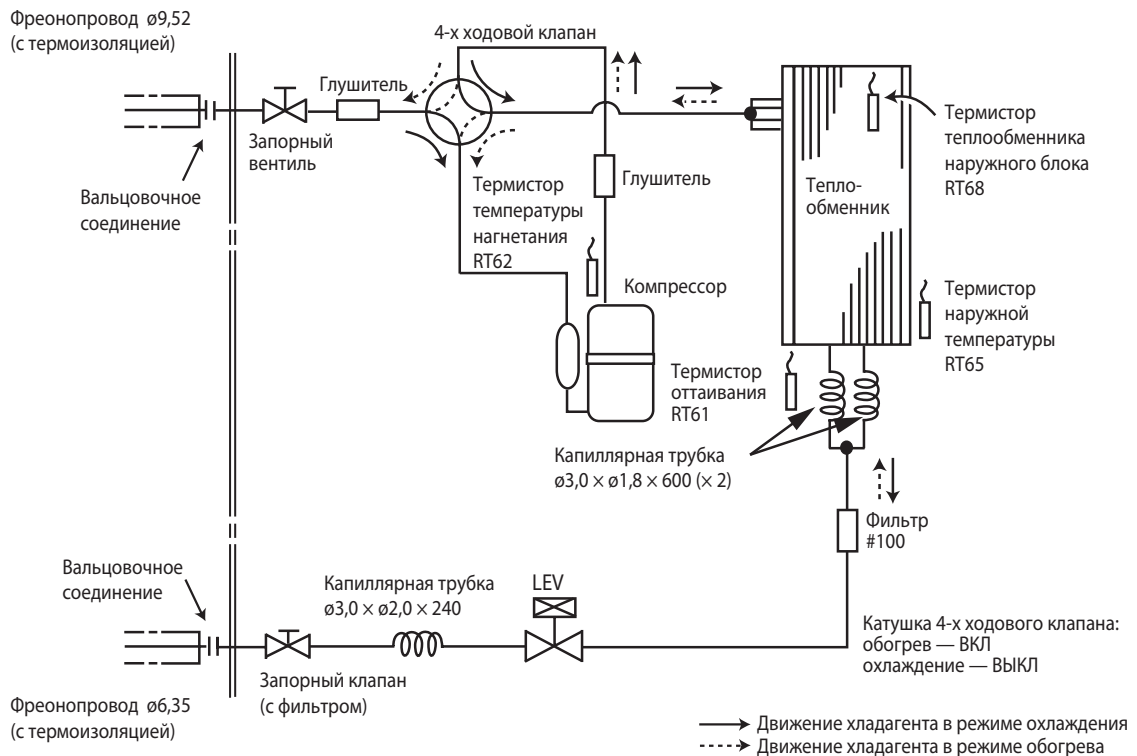 Фреонопровод ø9,52
(с термоизоляцией)
4-х ходовой клапан
Глушитель
Запорный
вентиль
Вальцовочное
соединение
Термистор
температуры
нагнетания
RT62
Глушитель
Компрессор
Тепло-
обменник
Термистор
теплообменника
наружного блока
RT68
Термистор
наружной
температуры
RT65
Термистор
оттаивания
RT61
Капиллярная трубка
ø3,0 × ø1,8 × 600 (× 2)
Фильтр
#100
Вальцовочное
соединение
Капиллярная трубка
ø3,0 × ø2,0 × 240
LEV
Запорный клапан
(с фильтром)
Фреонопровод ø6,35
(с термоизоляцией)
Катушка 4-х ходового клапана:
обогрев — ВКЛ
охлаждение — ВЫКЛ
Движение хладагента в режиме охлаждения
Движение хладагента в режиме обогрева